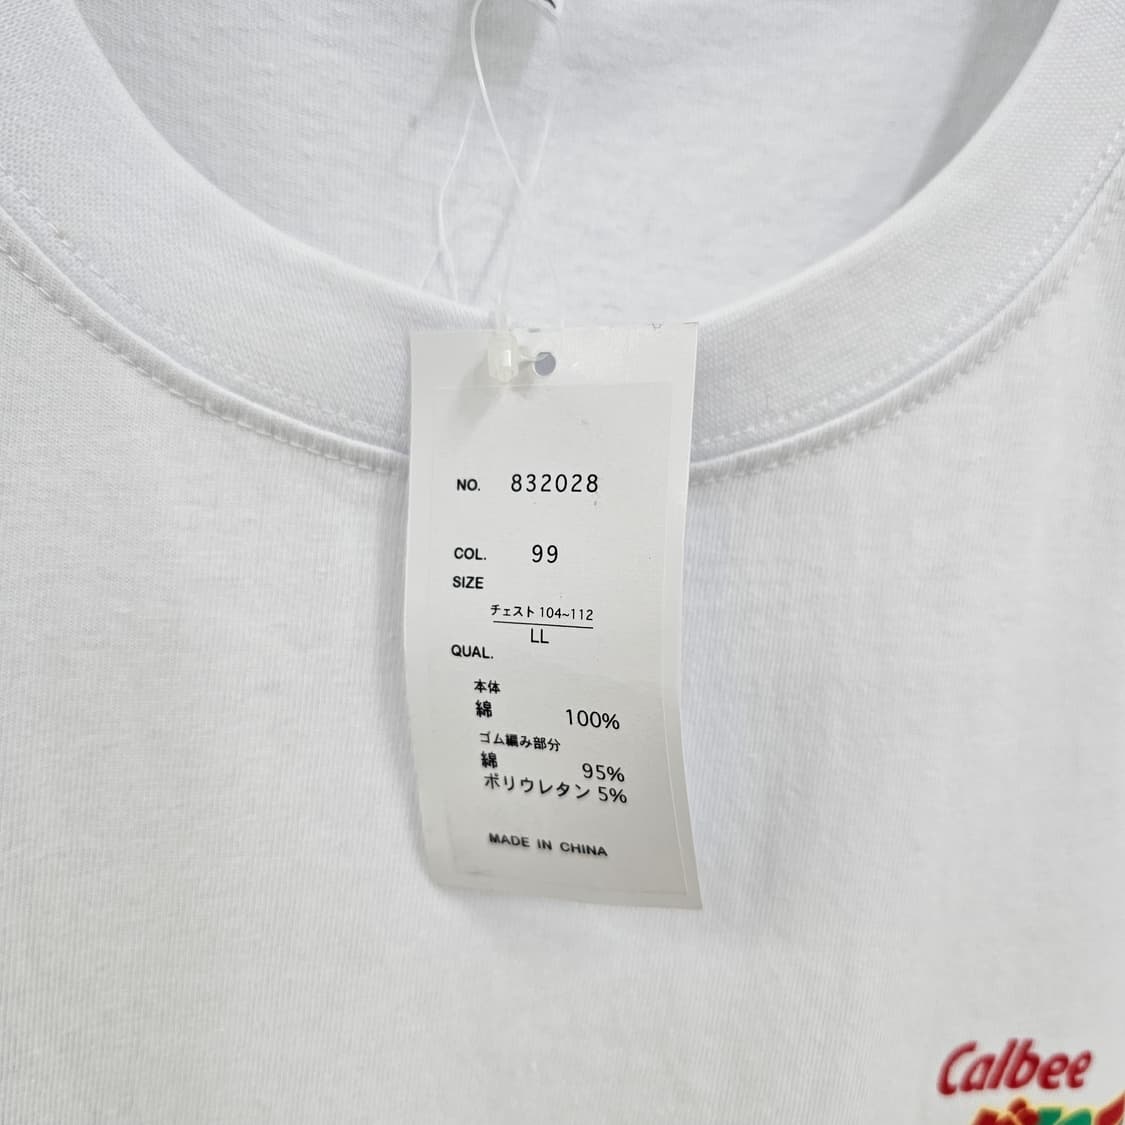 NO. 832028
COL. 99
SIZE
チェスト 104~112
LL
QUAL.
本体
綿 100%
ゴム編み部分
綿 95%
ポリウレタン 5%
MADE IN CHINA
Calbee